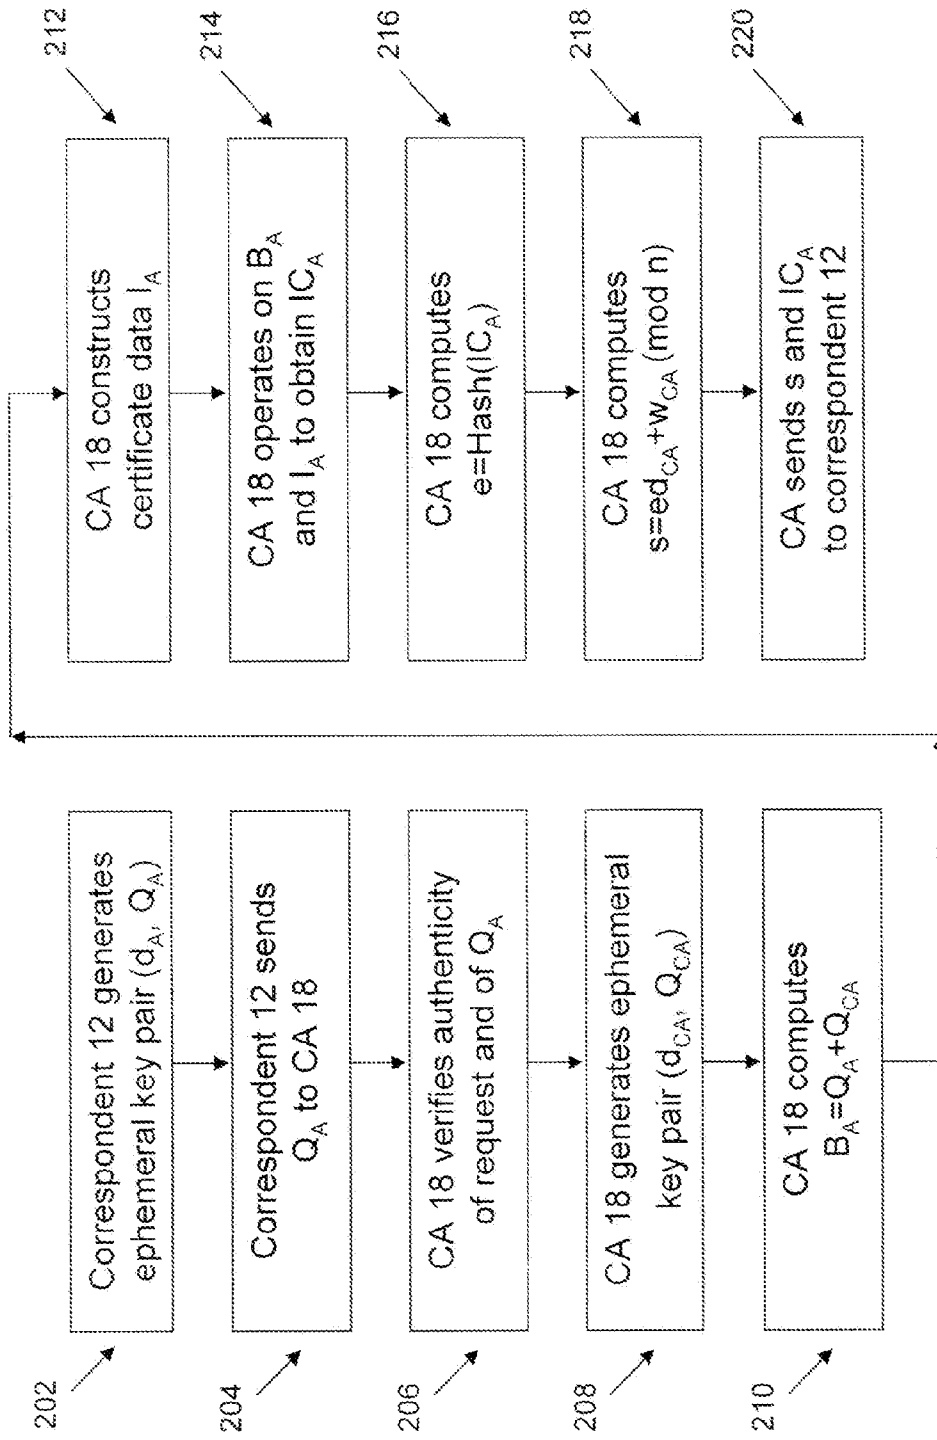 202
Correspondent 12 generates
ephemeral key pair (d_A, Q_A)
204
Correspondent 12 sends
Q_A to CA 18
206
CA 18 verifies authenticity
of request and of Q_A
208
CA 18 generates ephemeral
key pair (d_CA, Q_CA)
210
CA 18 computes
B_A=Q_A+Q_CA
212
CA 18 constructs
certificate data I_A
214
CA 18 operates on B_A
and I_A to obtain IC_A
216
CA 18 computes
e=Hash(IC_A)
218
CA 18 computes
s=ed_CA+w_CA (mod n)
220
CA sends s and IC_A
to correspondent 12